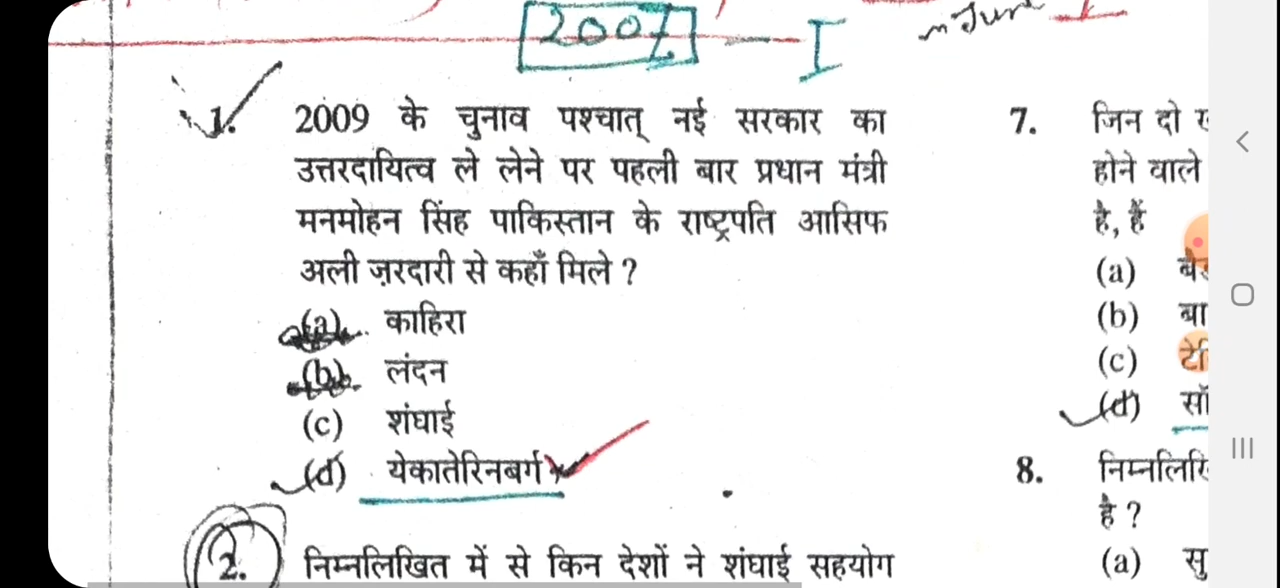 2007 — I
1. 2009 के चुनाव पश्चात् नई सरकार का
उत्तरदायित्व ले लेने पर पहली बार प्रधान मंत्री
मनमोहन सिंह पाकिस्तान के राष्ट्रपति आसिफ
अली ज़रदारी से कहाँ मिले ?
(a) काहिरा
(b) लंदन
(c) शंघाई
(d) येकातेरिनबर्ग
2. निम्नलिखित में से किन देशों ने शंघाई सहयोग
7. जिन दो
होने वाले
है, हैं
(a)
(b) बा
(c)
(d) सॉ
8. निम्नलिखि
है ?
(a) सु